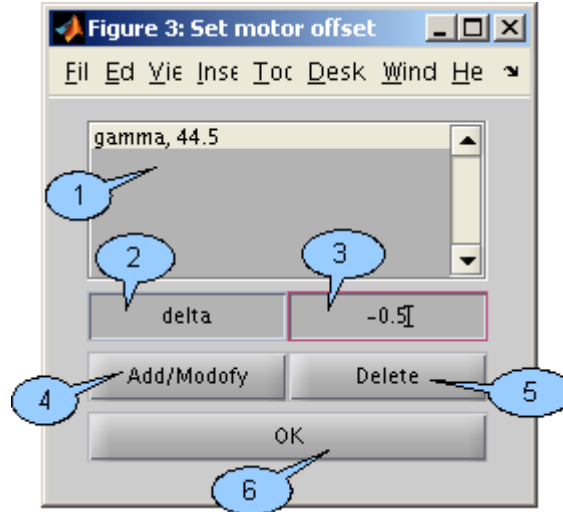 Figure 3: Set motor offset
Fil Ed Vie Inse Toc Desk Wind He
gamma, 44.5
1
2
3
delta
-0.5
4
Add/Modofy
Delete
5
OK
6